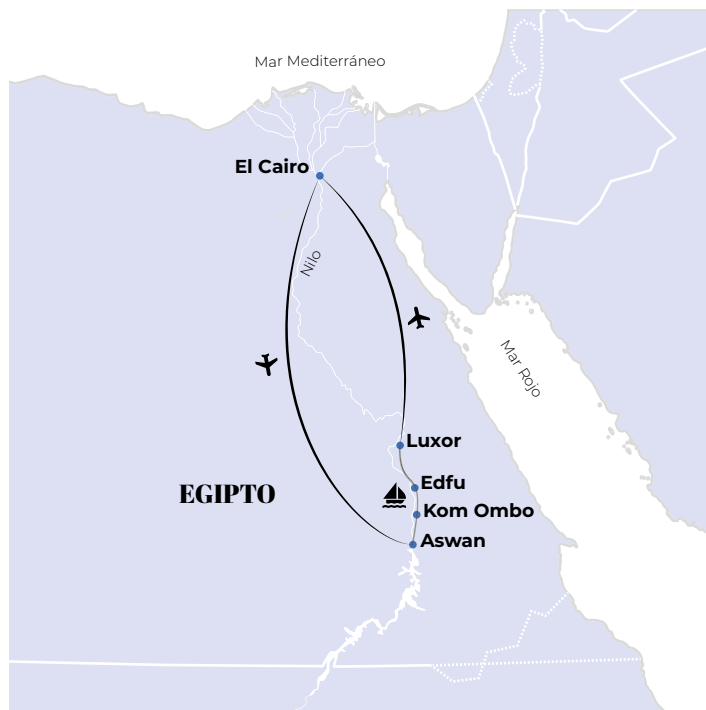 Mar Mediterráneo
El Cairo
Nilo
Mar Rojo
Luxor
Edfu
EGIPTO
Kom Ombo
Aswan